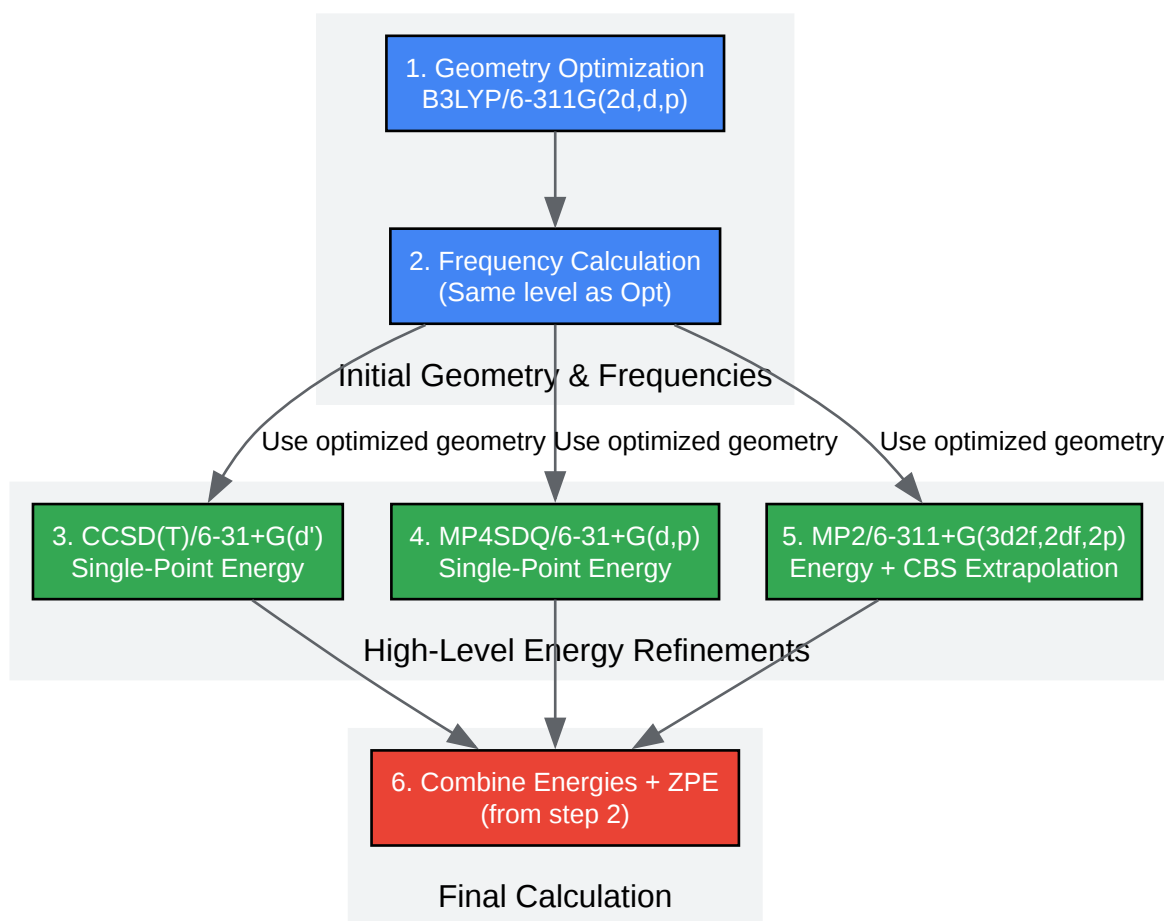 1. Geometry Optimization
B3LYP/6-311G(2d,d,p)
2. Frequency Calculation
(Same level as Opt)
Initial Geometry & Frequencies
Use optimized geometry
Use optimized geometry
Use optimized geometry
3. CCSD(T)/6-31+G(d')
Single-Point Energy
4. MP4SDQ/6-31+G(d,p)
Single-Point Energy
5. MP2/6-311+G(3d2f,2df,2p)
Energy + CBS Extrapolation
High-Level Energy Refinements
6. Combine Energies + ZPE
(from step 2)
Final Calculation